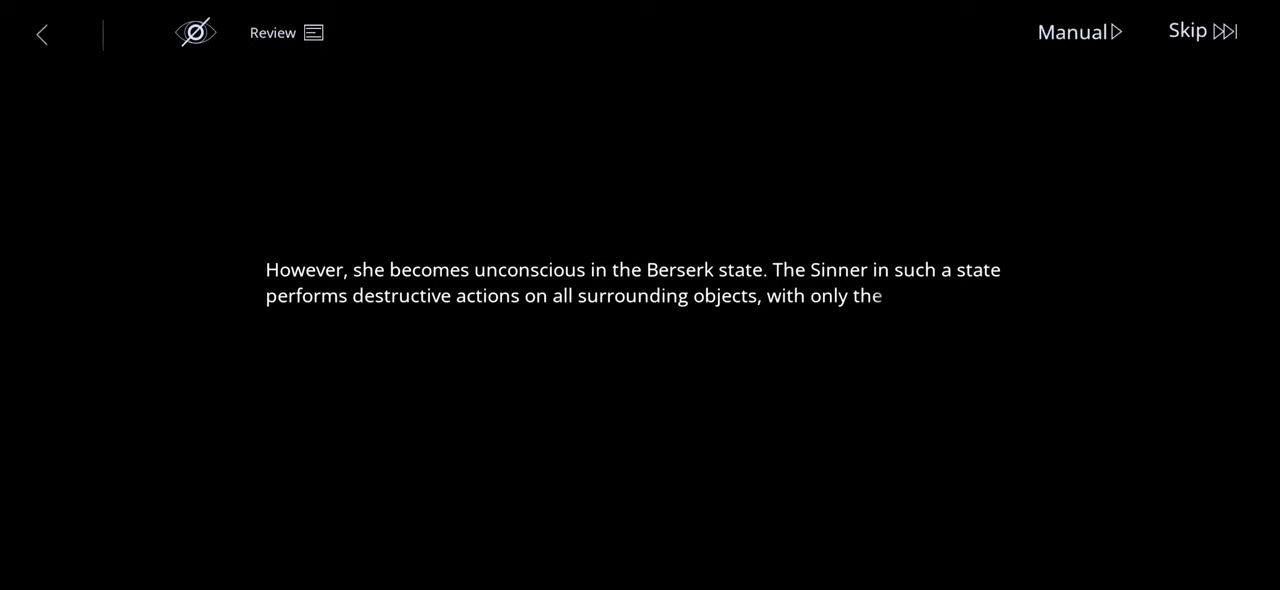 Review
Manual
Skip
However, she becomes unconscious in the Berserk state. The Sinner in such a state
performs destructive actions on all surrounding objects, with only the